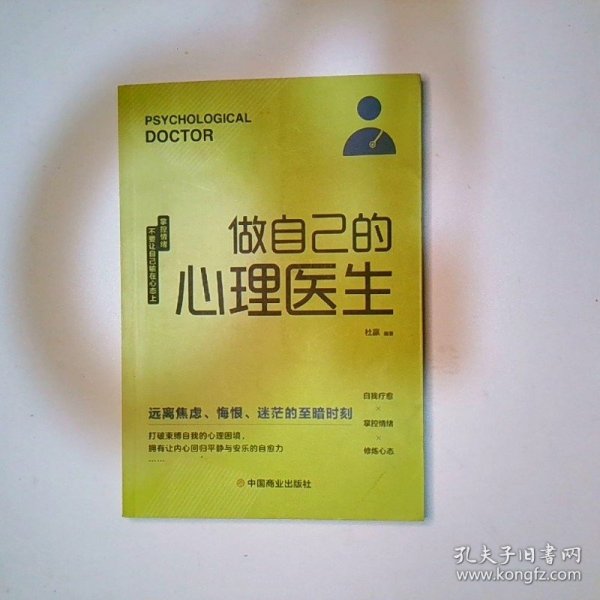 PSYCHOLOGICAL
DOCTOR
掌控情绪
不要让自己输在心态上
做自己的
心理医生
杜赢 编著
远离焦虑、悔恨、迷茫的至暗时刻
打破束缚自我的心理困境，
拥有让内心回归平静与安乐的自愈力
……
自我疗愈
×
掌控情绪
×
修炼心态
中国商业出版社
孔夫子旧书网
www.kongfz.com